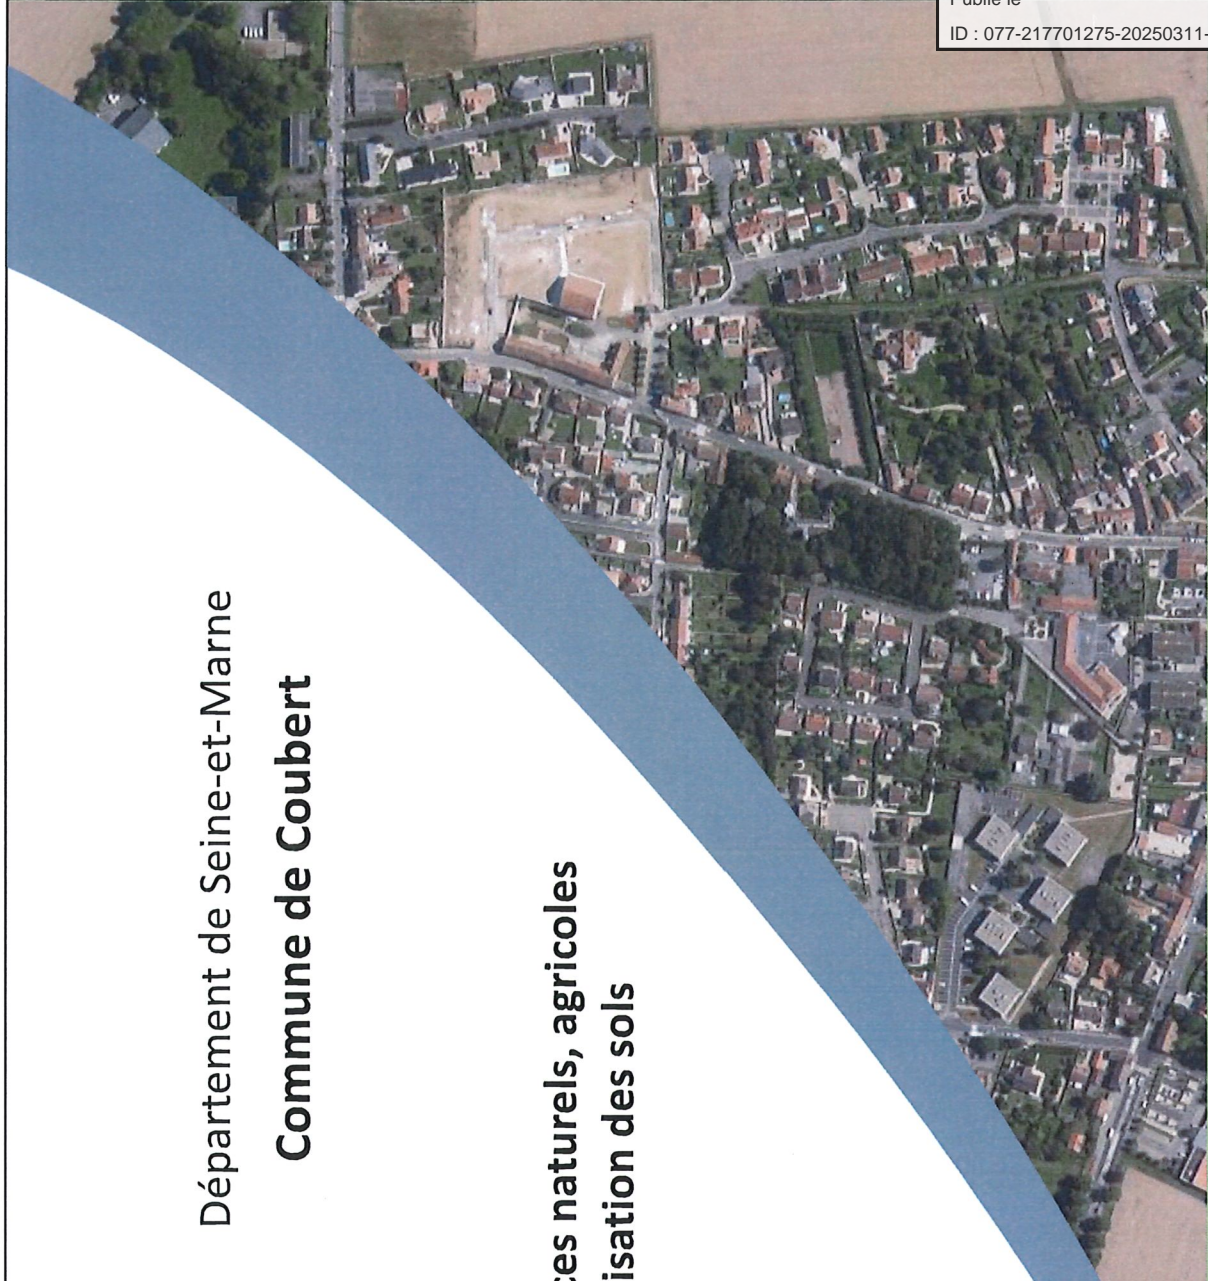 Publié le
ID : 077-217701275-20250311-
Département de Seine-et-Marne
Commune de Coubert
ces naturels, agricoles
isation des sols